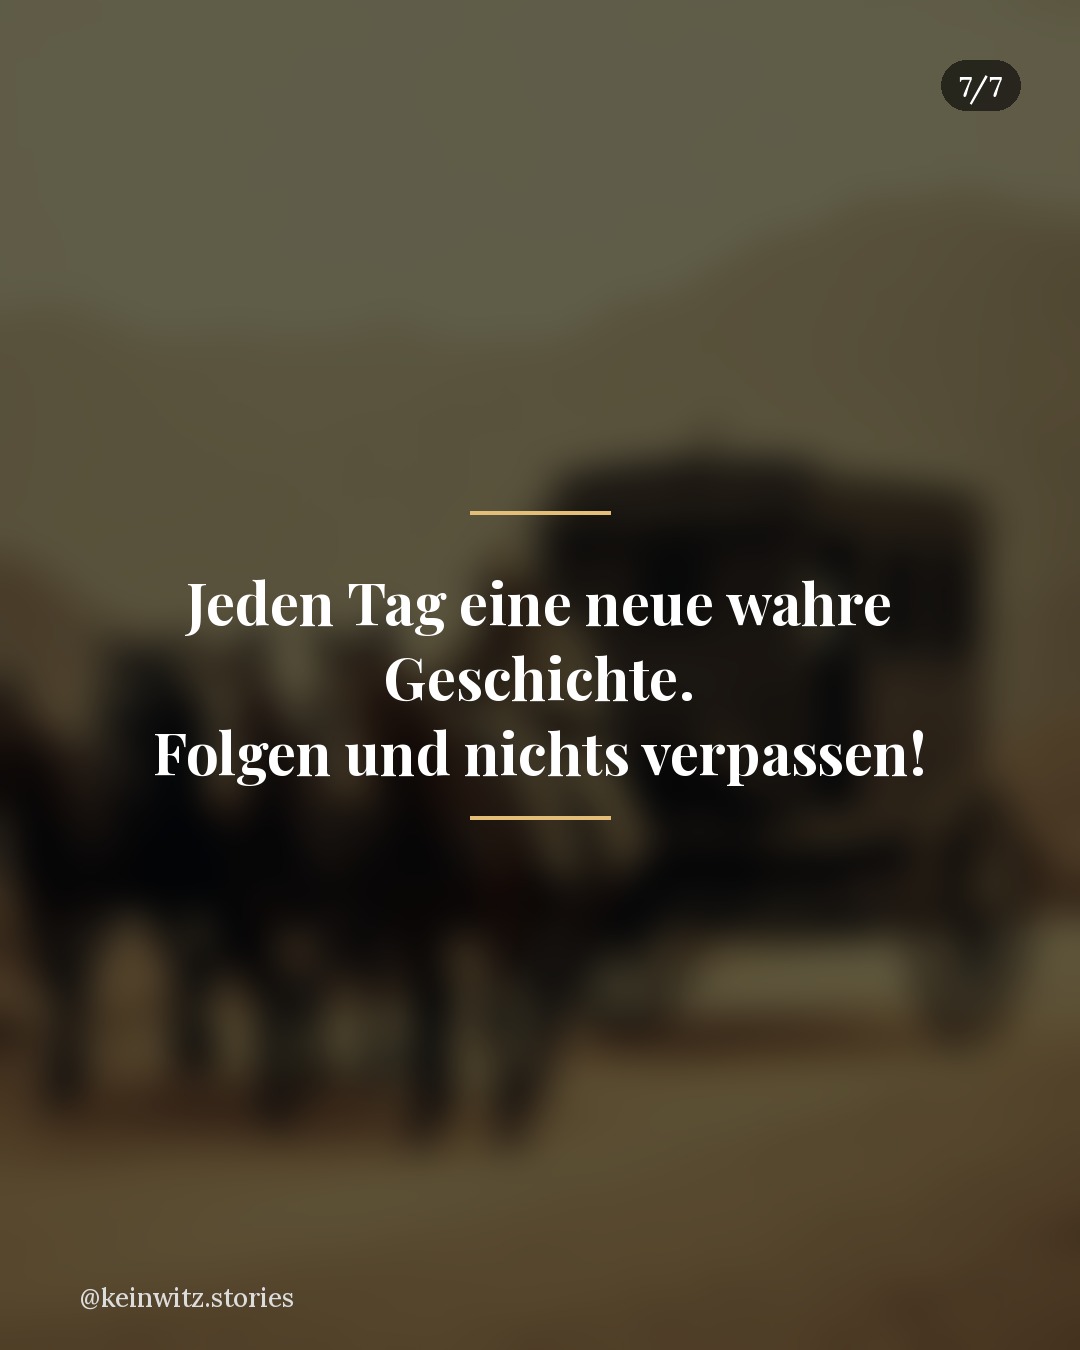 7/7
Jeden Tag eine neue wahre
Geschichte.
Folgen und nichts verpassen!
@keinwitz.stories